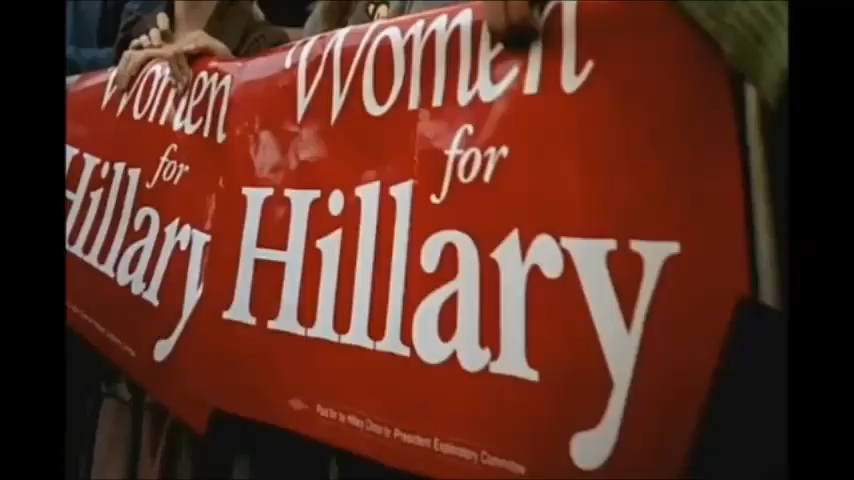 Women
for
Hillary
Women
for
Hillary
Paid for by Hillary Clinton for President Exploratory Committee